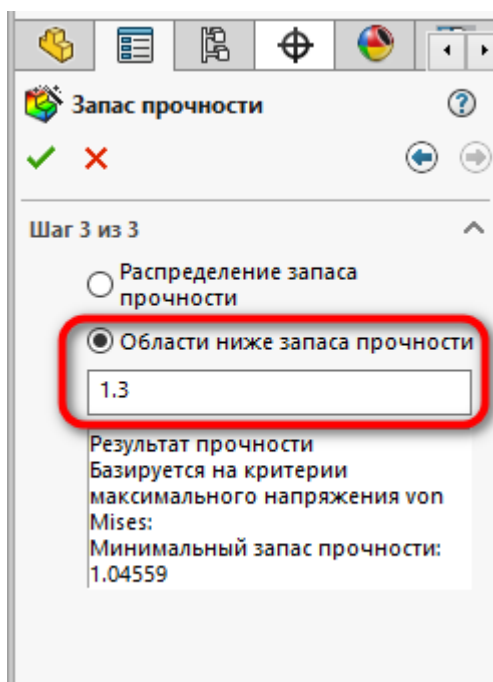 Запас прочности
Шаг 3 из 3
Распределение запаса
прочности
Области ниже запаса прочности
1.3
Результат прочности
Базируется на критерии
максимального напряжения von
Mises:
Минимальный запас прочности:
1.04559